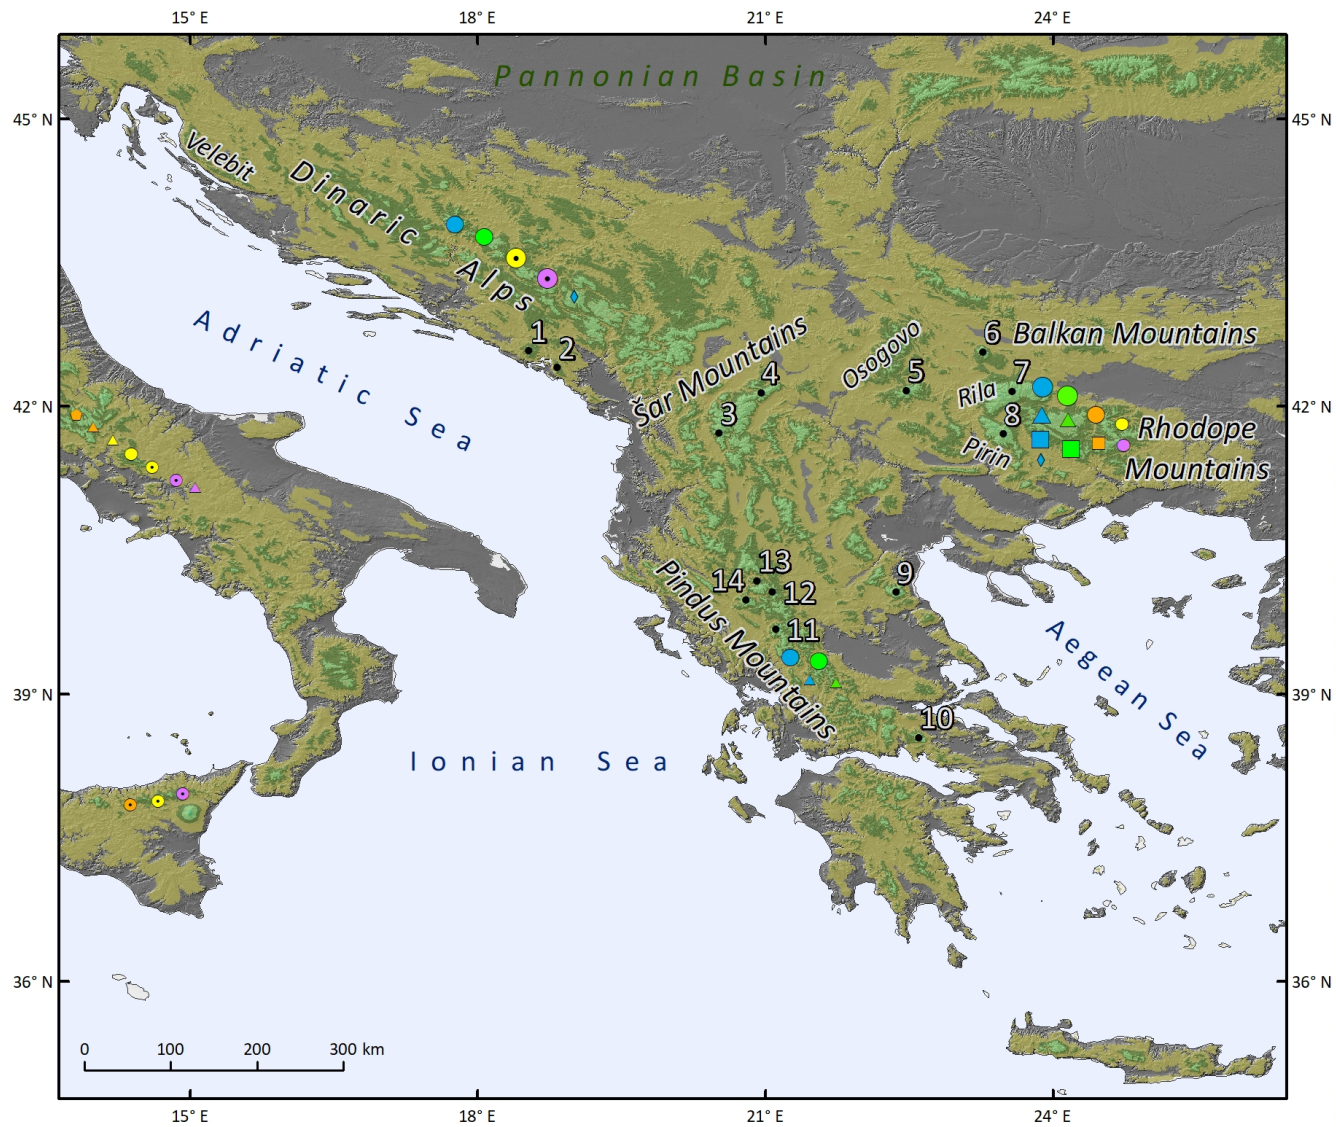 15° E 18° E 21° E 24° E
Pannonian Basin
45° N 45° N
Velebit
Dinaric
Alps
Adriatic Sea
1
2
Šar Mountains
Osogovo
6 Balkan Mountains
4
5
7
Rila
42° N 42° N
3
8
Rhodope
Mountains
Pirin
13
14
12
9
11
Pindus Mountains
Aegean Sea
39° N 39° N
10
Ionian Sea
36° N 36° N
0 100 200 300 km
15° E 18° E 21° E 24° E